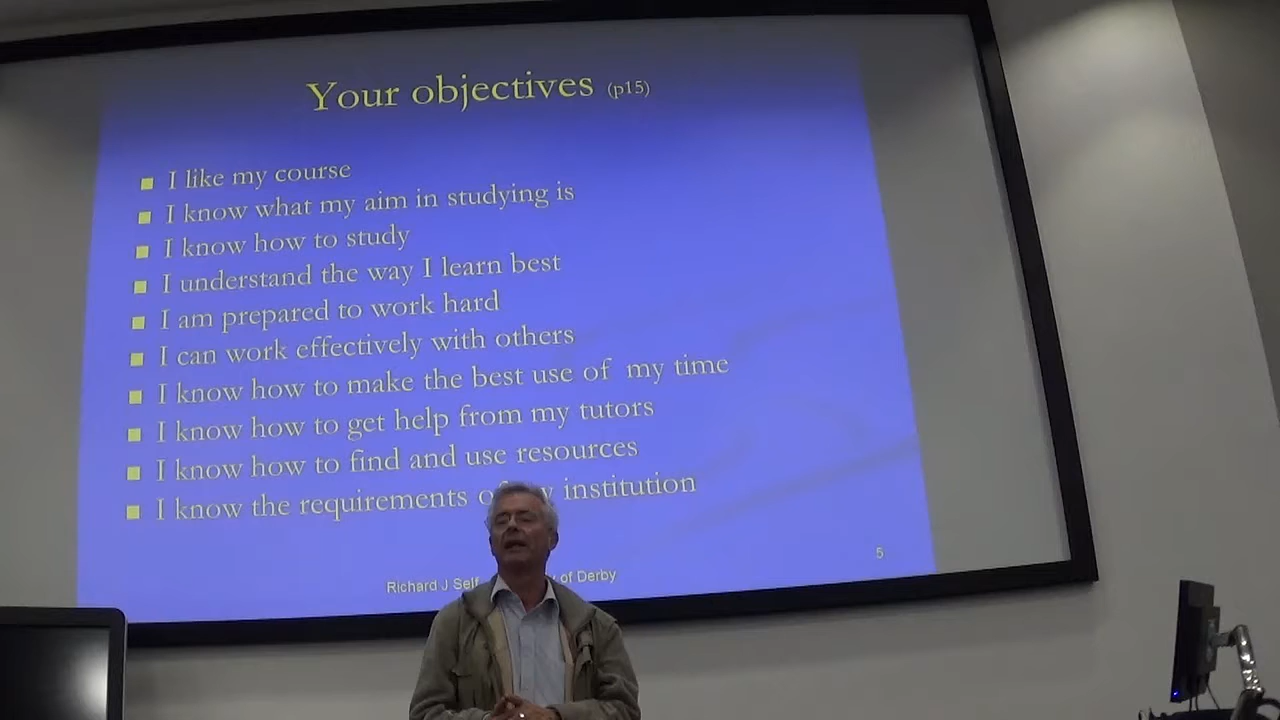 Your objectives (p15)
I like my course
I know what my aim in studying is
I know how to study
I understand the way I learn best
I am prepared to work hard
I can work effectively with others
I know how to make the best use of my time
I know how to get help from my tutors
I know how to find and use resources
I know the requirements institution
5
Richard J of Derby